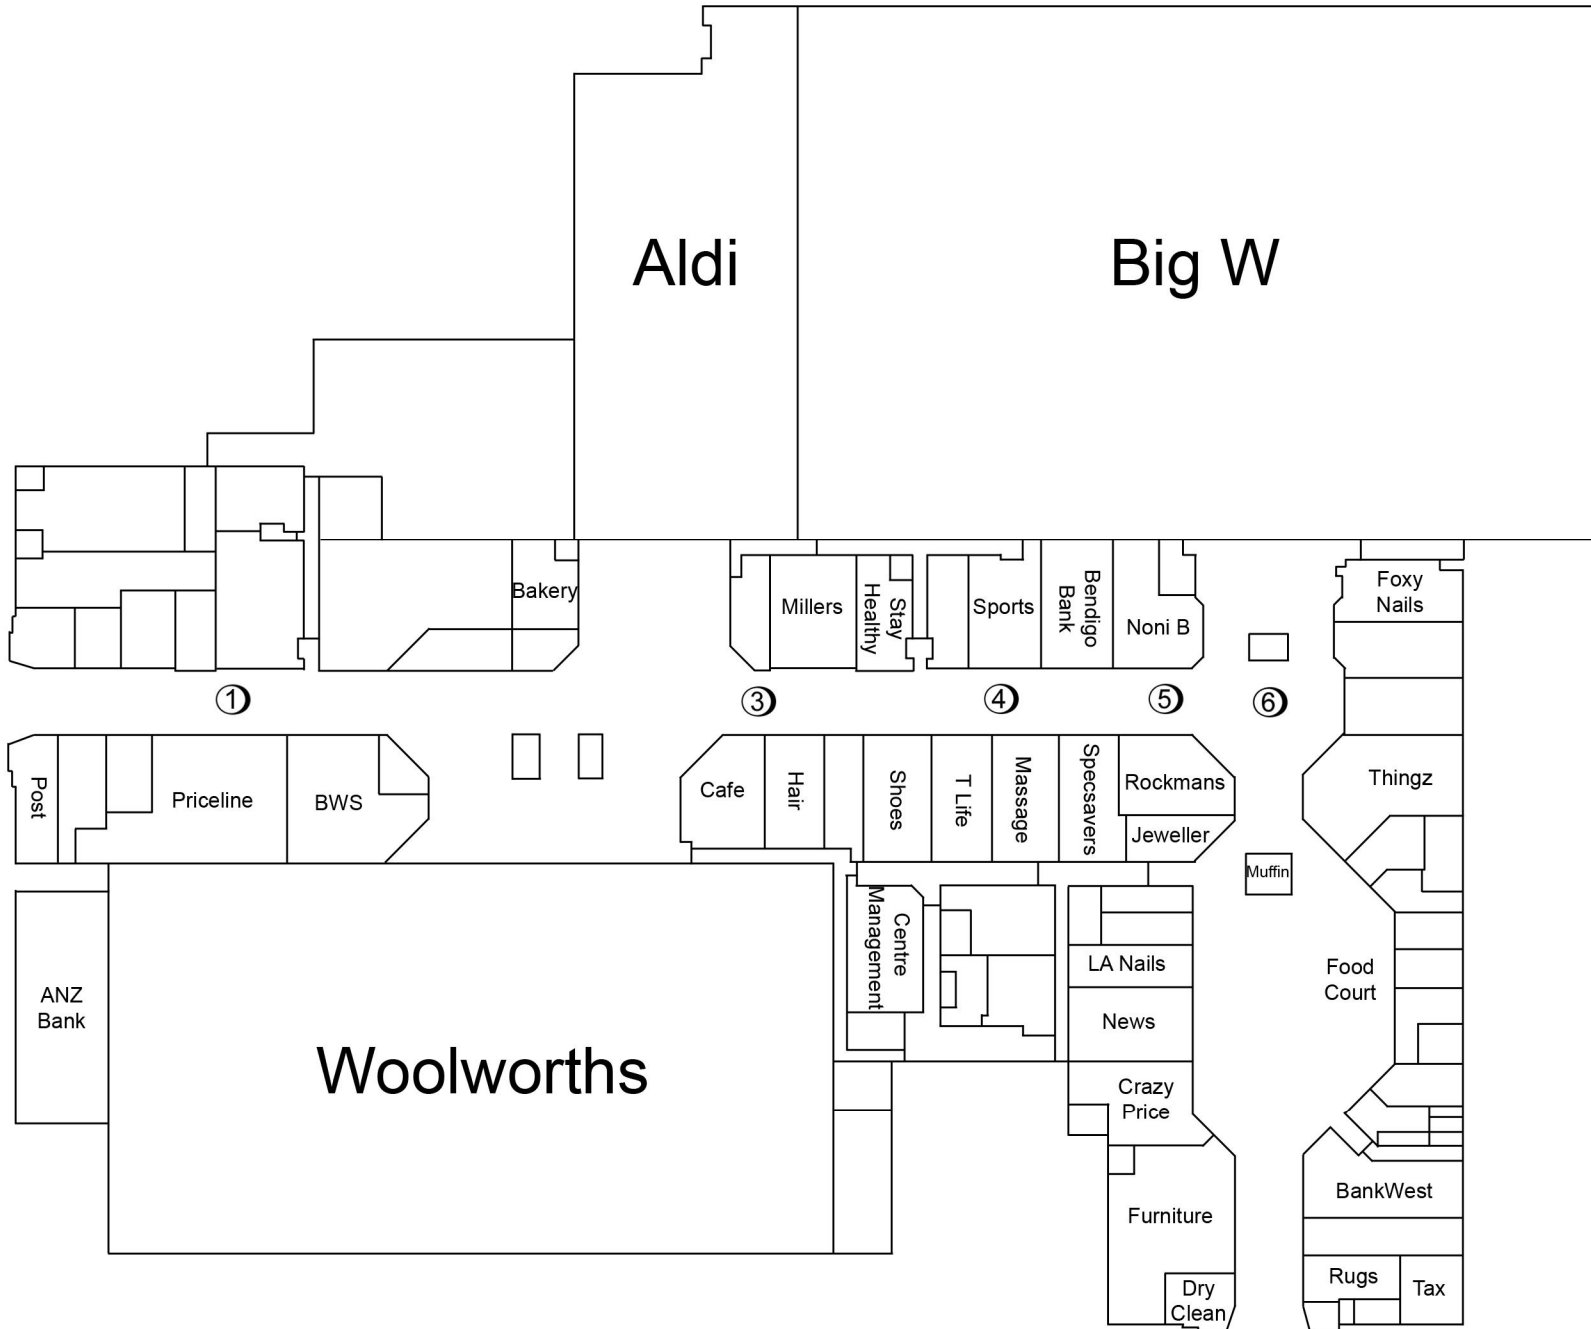 Aldi
Big W
Bakery
Millers
Stay
Healthy
Sports
Bendigo
Bank
Noni B
Foxy
Nails
1
3
4
5
6
Post
Priceline
BWS
Cafe
Hair
Shoes
T Life
Massage
Specsavers
Rockmans
Jeweller
Thingz
Muffin
ANZ
Bank
Woolworths
Centre
Management
LA Nails
News
Food
Court
Crazy
Price
Furniture
BankWest
Dry
Clean
Rugs
Tax